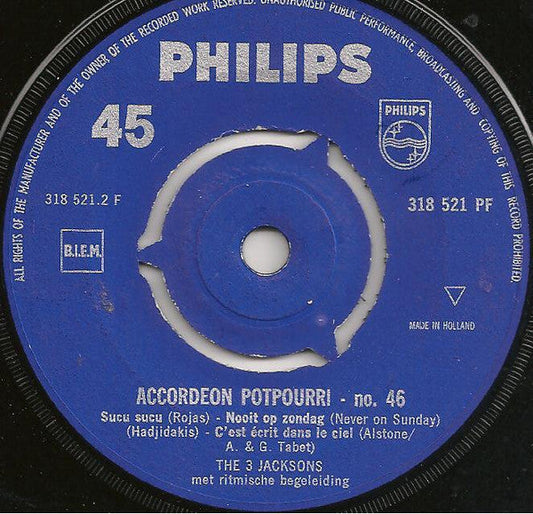 ALL RIGHTS OF THE MANUFACTURER AND OF THE OWNER OF THE RECORDED WORK RESERVED. UNAUTHORISED PUBLIC PERFORMANCE, BROADCASTING AND COPYING OF THIS RECORD PROHIBITED.
PHILIPS
45
PHILIPS
318 521.2 F
318 521 PF
B.I.E.M.
MADE IN HOLLAND
ACCORDEON POTPOURRI - no. 46
Sucu sucu (Rojas) - Nooit op zondag (Never on Sunday)
(Hadjidakis) - C'est écrit dans le ciel (Alstone/
A. & G. Tabet)
THE 3 JACKSONS
met ritmische begeleiding